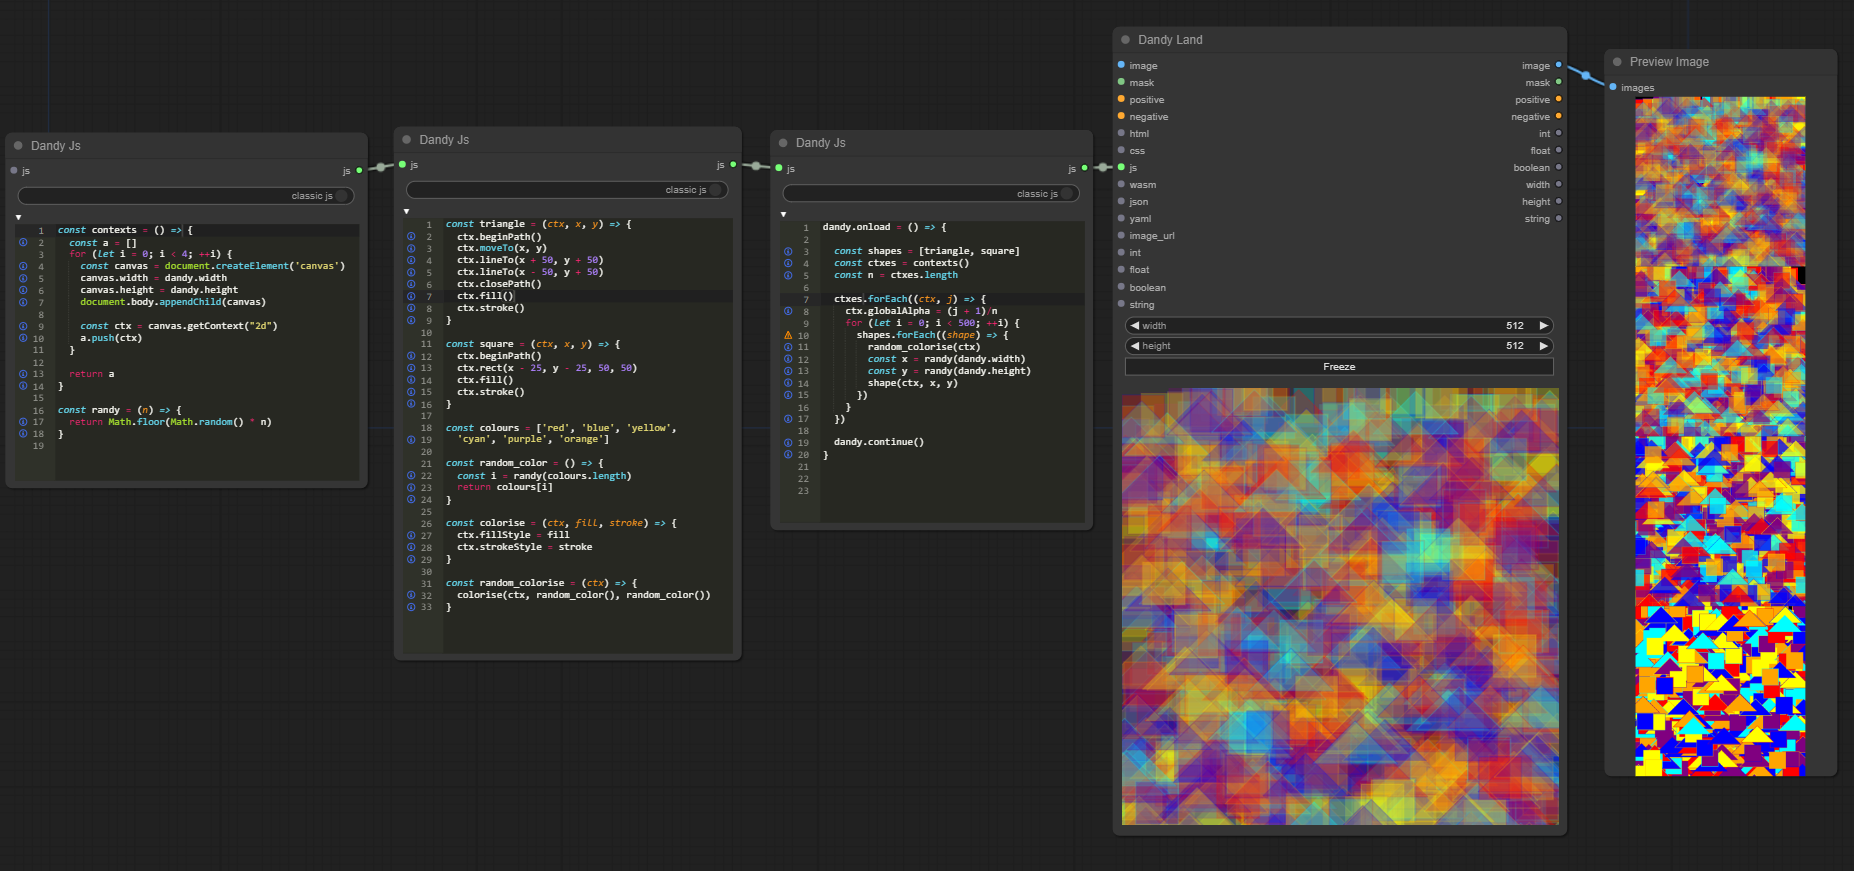 Dandy Js
js
js
classic js
1 const contexts = () => {
2 const a = []
3 for (let i = 0; i < 4; ++i) {
4 const canvas = document.createElement('canvas')
5 canvas.width = dandy.width
6 canvas.height = dandy.height
7 document.body.appendChild(canvas)
8
9 const ctx = canvas.getContext("2d")
10 a.push(ctx)
11 }
12
13 return a
14 }
15
16 const randy = (n) => {
17 return Math.floor(Math.random() * n)
18 }
19
Dandy Js
js
js
classic js
1 const triangle = (ctx, x, y) => {
2 ctx.beginPath()
3 ctx.moveTo(x, y)
4 ctx.lineTo(x + 50, y + 50)
5 ctx.lineTo(x - 50, y + 50)
6 ctx.closePath()
7 ctx.fill()
8 ctx.stroke()
9 }
10
11 const square = (ctx, x, y) => {
12 ctx.beginPath()
13 ctx.rect(x - 25, y - 25, 50, 50)
14 ctx.fill()
15 ctx.stroke()
16 }
17
18 const colours = ['red', 'blue', 'yellow',
19 'cyan', 'purple', 'orange']
20
21 const random_color = () => {
22 const i = randy(colours.length)
23 return colours[i]
24 }
25
26 const colorise = (ctx, fill, stroke) => {
27 ctx.fillStyle = fill
28 ctx.strokeStyle = stroke
29 }
30
31 const random_colorise = (ctx) => {
32 colorise(ctx, random_color(), random_color())
33 }
Dandy Js
js
js
classic js
1 dandy.onload = () => {
2
3 const shapes = [triangle, square]
4 const ctxes = contexts()
5 const n = ctxes.length
6
7 ctxes.forEach((ctx, j) => {
8 ctx.globalAlpha = (j + 1)/n
9 for (let i = 0; i < 500; ++i) {
10 shapes.forEach((shape) => {
11 random_colorise(ctx)
12 const x = randy(dandy.width)
13 const y = randy(dandy.height)
14 shape(ctx, x, y)
15 })
16 }
17 })
18
19 dandy.continue()
20 }
21
22
23
Dandy Land
image
image
mask
mask
positive
positive
negative
negative
html
int
css
float
js
boolean
wasm
width
json
height
yaml
string
image_url
int
float
boolean
string
width 512
height 512
Freeze
Preview Image
images